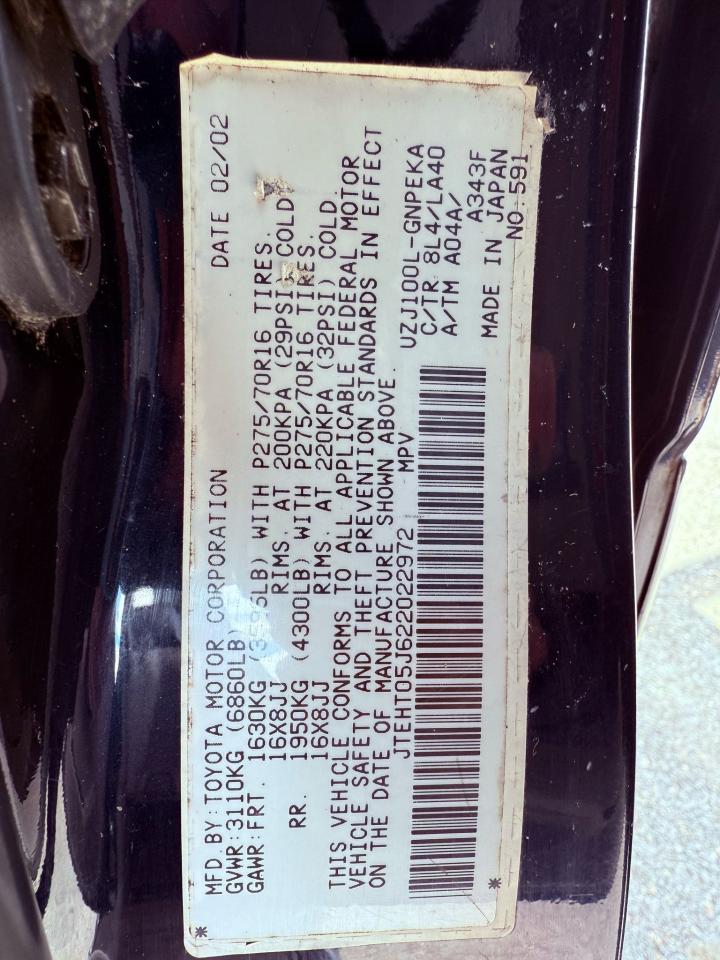 MFD. BY: TOYOTA MOTOR CORPORATION DATE 02/02
GVWR:3110KG (6860LB)
GAWR:FRT. 1630KG WITH P275/70R16 TIRES.
16X8JJ RIMS. AT 200KPA (29PSI) COLD
RR. 1950KG (4300LB) WITH P275/70R16 TIRES.
16X8JJ RIMS. AT 220KPA (32PSI) COLD.
THIS VEHICLE CONFORMS TO ALL APPLICABLE FEDERAL MOTOR
VEHICLE SAFETY AND THEFT PREVENTION STANDARDS IN EFFECT
ON THE DATE OF MANUFACTURE SHOWN ABOVE.
JTEHT05J622022972 MPV
UZJ100L-GNPEKA
C/TR 8L4/LA40
A/TM A04A/
A343F
MADE IN JAPAN
NO.591